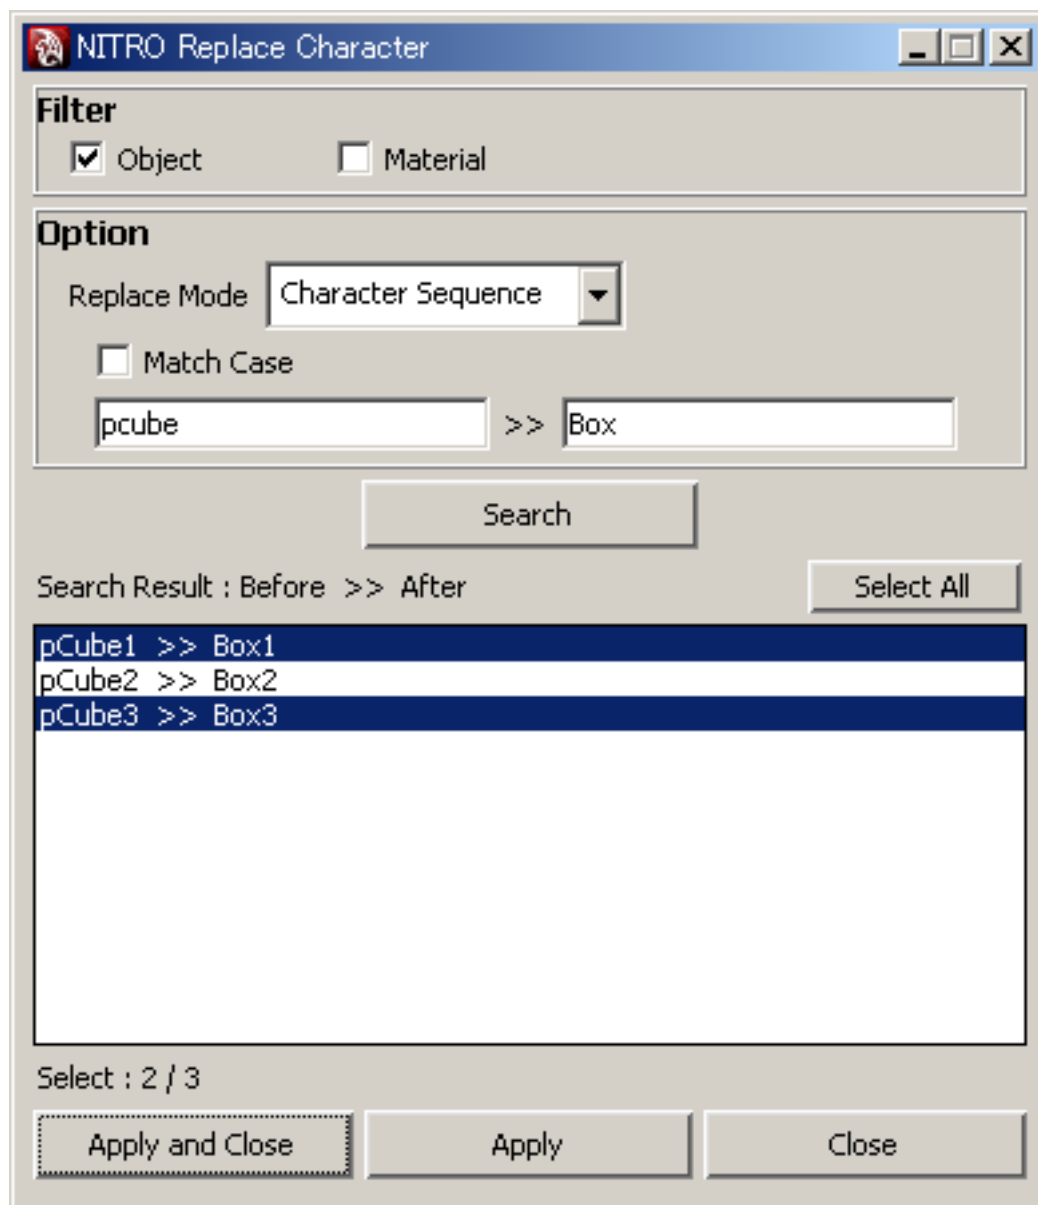 NITRO Replace Character
Filter
Object Material
Option
Replace Mode Character Sequence
Match Case
pcube >> Box
Search
Search Result : Before >> After Select All
pCube1 >> Box1
pCube2 >> Box2
pCube3 >> Box3
Select : 2 / 3
Apply and Close Apply Close